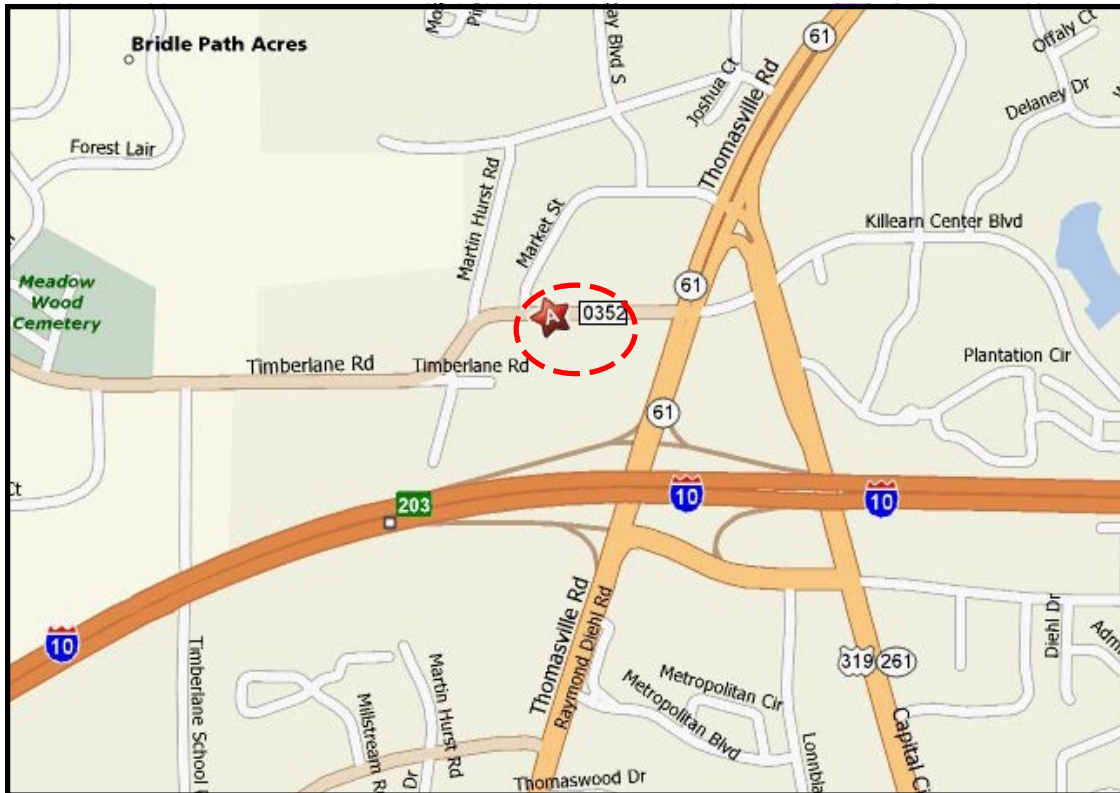 Bridle Path Acres
Forest Lair
Meadow
Wood
Cemetery
Martin Hurst Rd
Market St
Joshua Ct
Thomasville Rd
61
Offaly Ct
Delaney Dr
Killearn Center Blvd
61
A
0352
Timberlane Rd
Timberlane Rd
Plantation Cir
61
203
10
10
10
Timberlane School
Thomasville Rd
Raymond Diehl Rd
Martin Hurst Rd
Metropolitan Cir
Metropolitan Blvd
319
261
Diehl Dr
Capital Ci
Thomaswood Dr
Dr